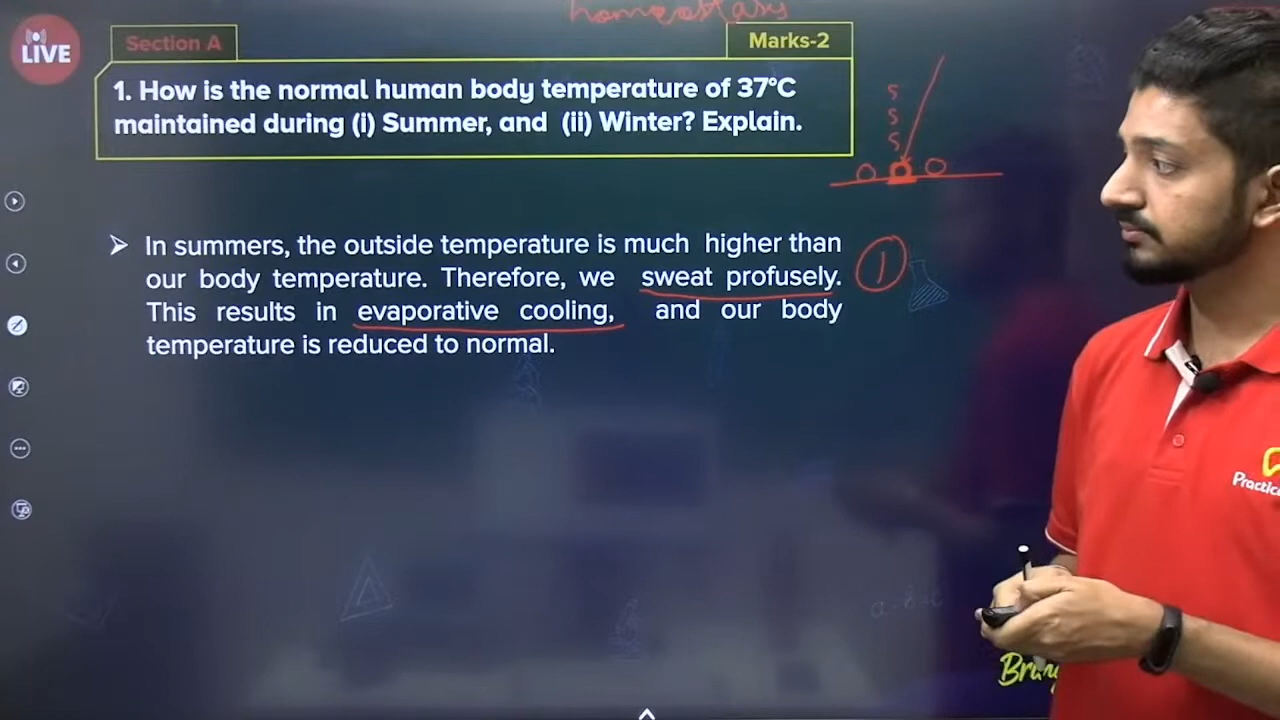 homeostasis
LIVE
Section A
Marks-2
1. How is the normal human body temperature of 37°C
maintained during (i) Summer, and (ii) Winter? Explain.
S
S
S
In summers, the outside temperature is much higher than
our body temperature. Therefore, we sweat profusely.
This results in evaporative cooling, and our body
temperature is reduced to normal.
1
a-b-c